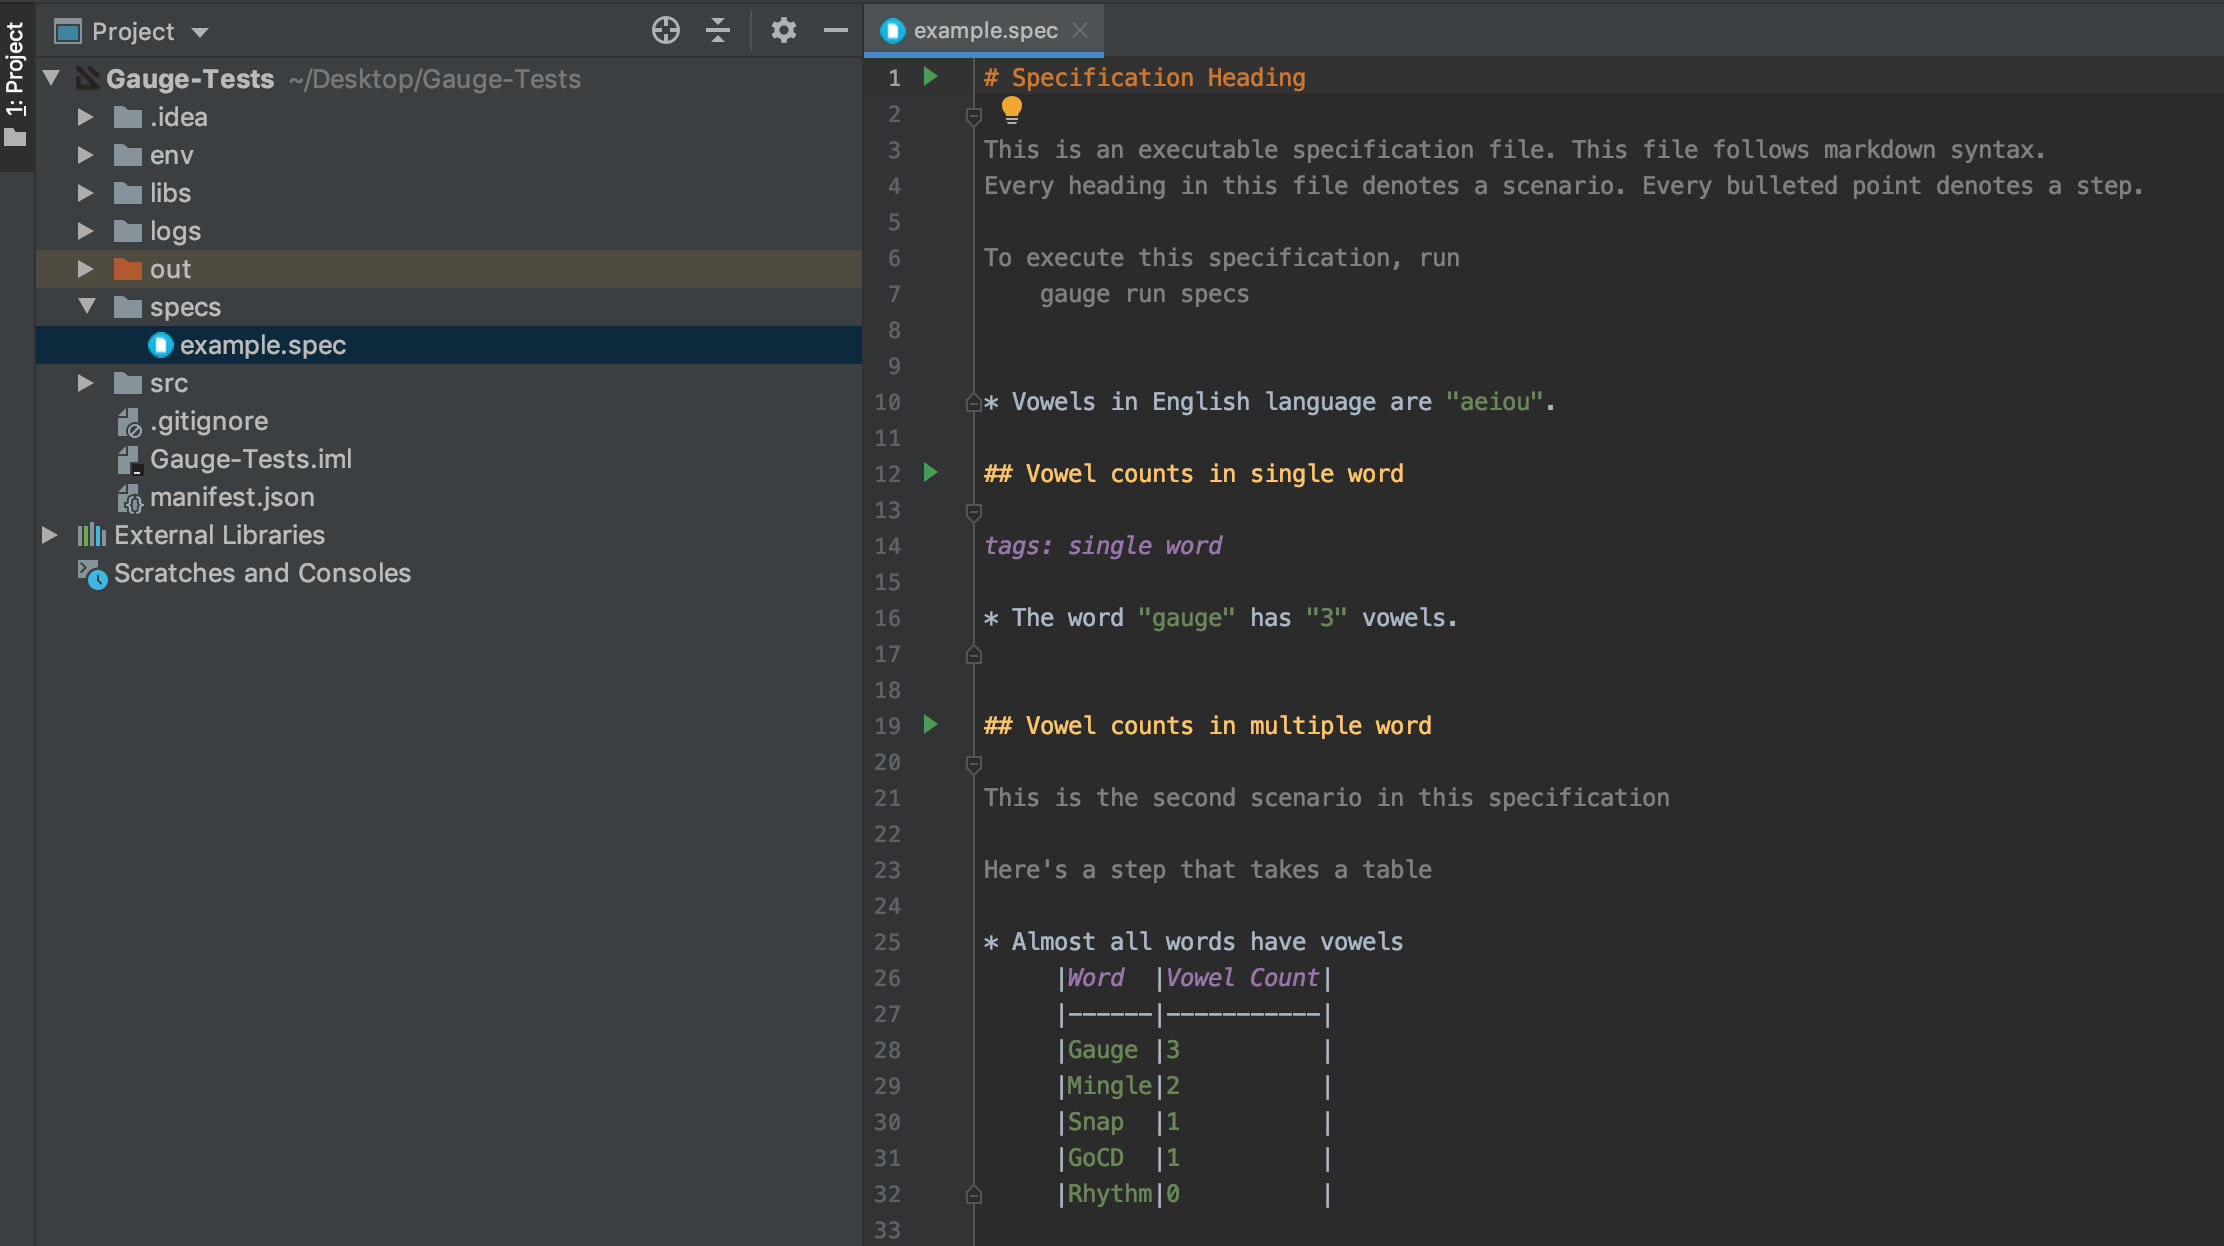 1: Project
Project
Gauge-Tests ~/Desktop/Gauge-Tests
.idea
env
libs
logs
out
specs
example.spec
src
.gitignore
Gauge-Tests.iml
manifest.json
External Libraries
Scratches and Consoles
example.spec
1 # Specification Heading
2
3 This is an executable specification file. This file follows markdown syntax.
4 Every heading in this file denotes a scenario. Every bulleted point denotes a step.
5
6 To execute this specification, run
7     gauge run specs
8
9
10 * Vowels in English language are "aeiou".
11
12 ## Vowel counts in single word
13
14 tags: single word
15
16 * The word "gauge" has "3" vowels.
17
18
19 ## Vowel counts in multiple word
20
21 This is the second scenario in this specification
22
23 Here's a step that takes a table
24
25 * Almost all words have vowels
26      |Word  |Vowel Count|
27      |------|-----------|
28      |Gauge |3          |
29      |Mingle|2          |
30      |Snap  |1          |
31      |GoCD  |1          |
32      |Rhythm|0          |
33